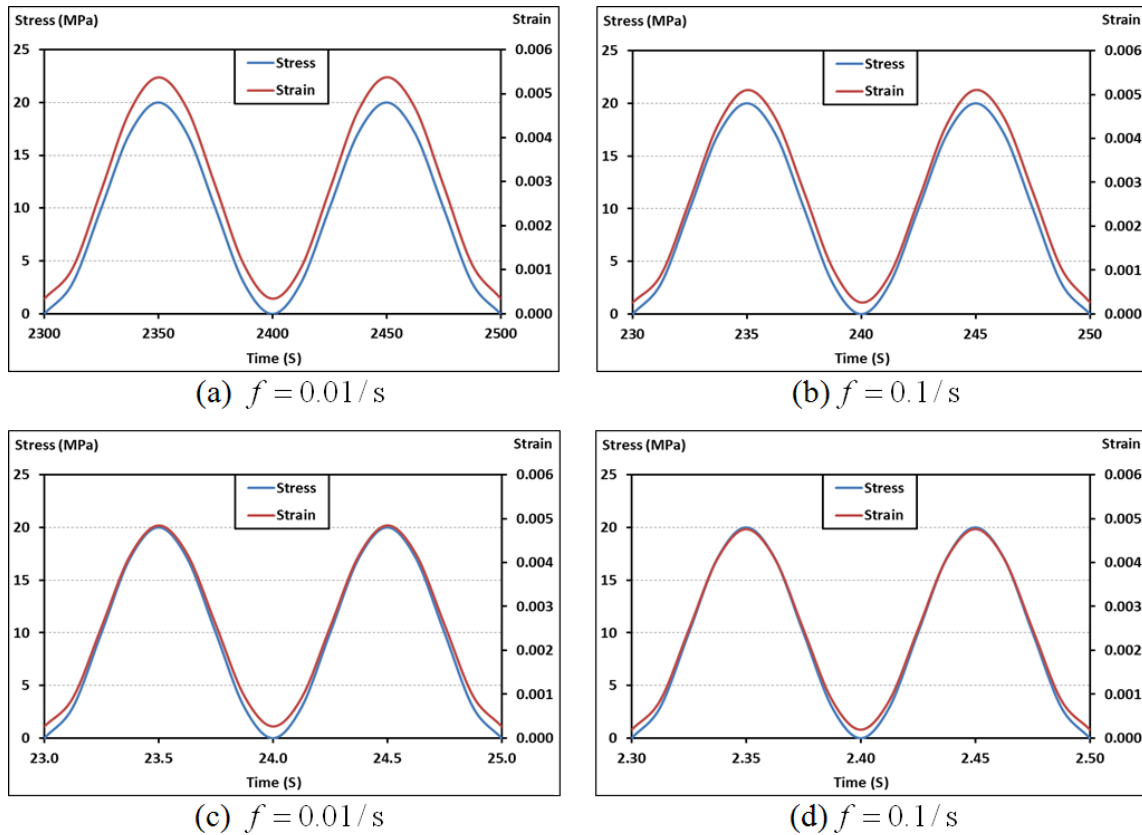 Stress (MPa) Strain
25 0.006
20 0.005
0.004
15
0.003
10
0.002
5
0.001
0 0.000
Stress
Strain
2300 2350 2400 2450 2500
Time (S)
(a) f = 0.01/s
Stress (MPa) Strain
25 0.006
20 0.005
0.004
15
0.003
10
0.002
5
0.001
0 0.000
Stress
Strain
230 235 240 245 250
Time (S)
(b) f = 0.1/s
Stress (MPa) Strain
25 0.006
20 0.005
0.004
15
0.003
10
0.002
5
0.001
0 0.000
Stress
Strain
23.0 23.5 24.0 24.5 25.0
Time (S)
(c) f = 0.01/s
Stress (MPa) Strain
25 0.006
20 0.005
0.004
15
0.003
10
0.002
5
0.001
0 0.000
Stress
Strain
2.30 2.35 2.40 2.45 2.50
Time (S)
(d) f = 0.1/s